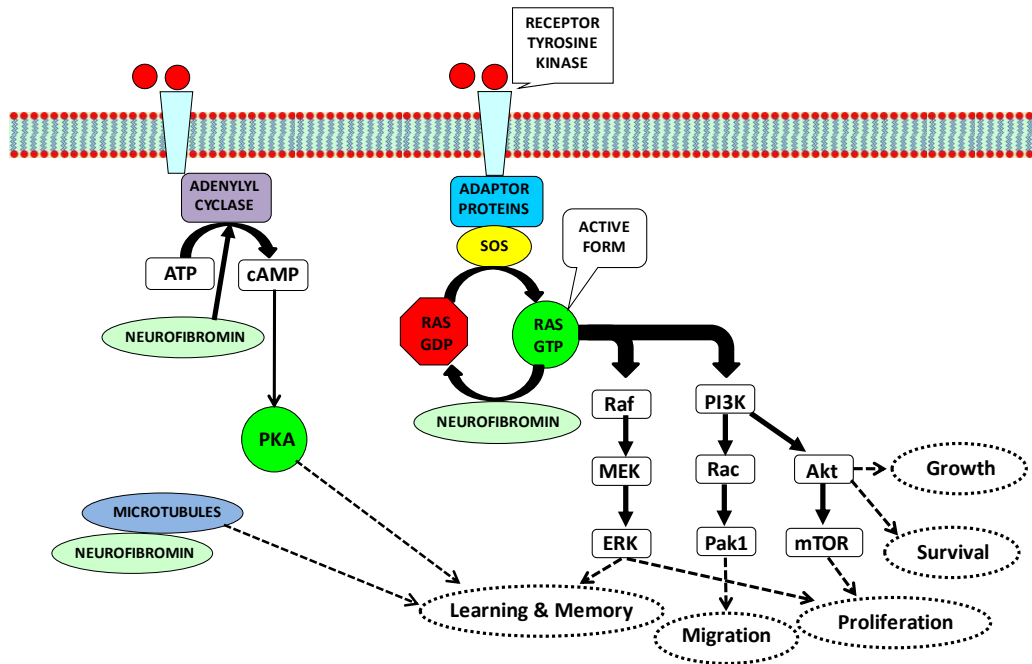 RECEPTOR
TYROSINE
KINASE
ADENYLYL
CYCLASE
ADAPTOR
PROTEINS
SOS
ACTIVE
FORM
ATP
cAMP
NEUROFIBROMIN
RAS
GDP
RAS
GTP
NEUROFIBROMIN
Raf
PI3K
PKA
MEK
Rac
Akt
Growth
MICROTUBULES
NEUROFIBROMIN
ERK
Pak1
mTOR
Survival
Learning & Memory
Migration
Proliferation